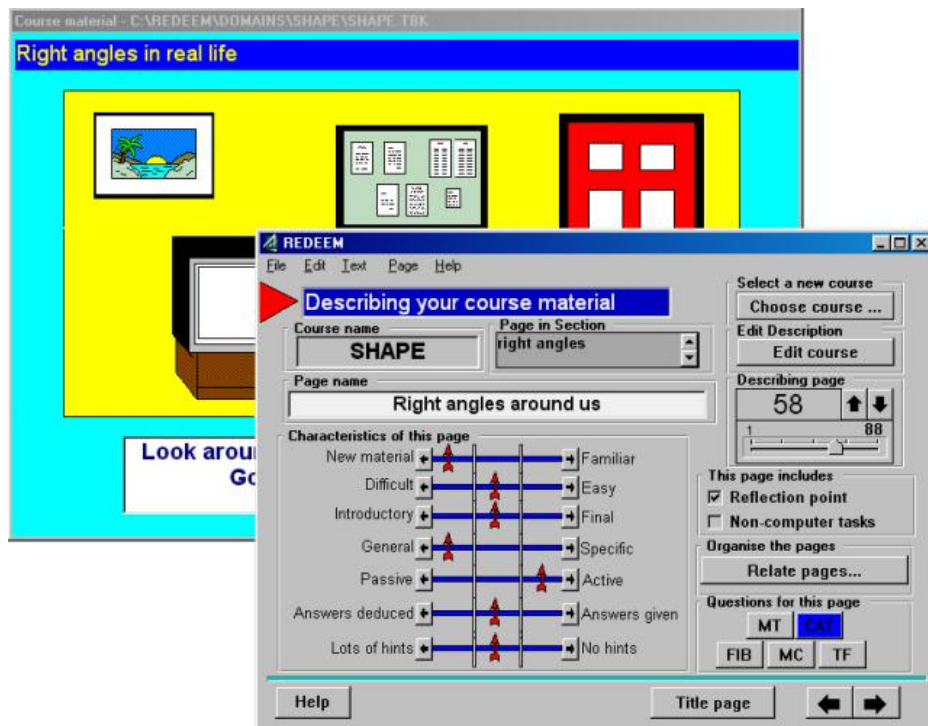 Course material - C:\REDEEM\DOMAINS\SHAPE\SHAPE.TBK
Right angles in real life
Look arou
Go
REDEEM
File Edit Text Page Help
Describing your course material
Course name
SHAPE
Page in Section
right angles
Page name
Right angles around us
Characteristics of this page
New material Familiar
Difficult Easy
Introductory Final
General Specific
Passive Active
Answers deduced Answers given
Lots of hints No hints
Select a new course
Choose course ...
Edit Description
Edit course
Describing page
58
1 88
This page includes
Reflection point
Non-computer tasks
Organise the pages
Relate pages...
Questions for this page
MT CAT
FIB MC TF
Help
Title page